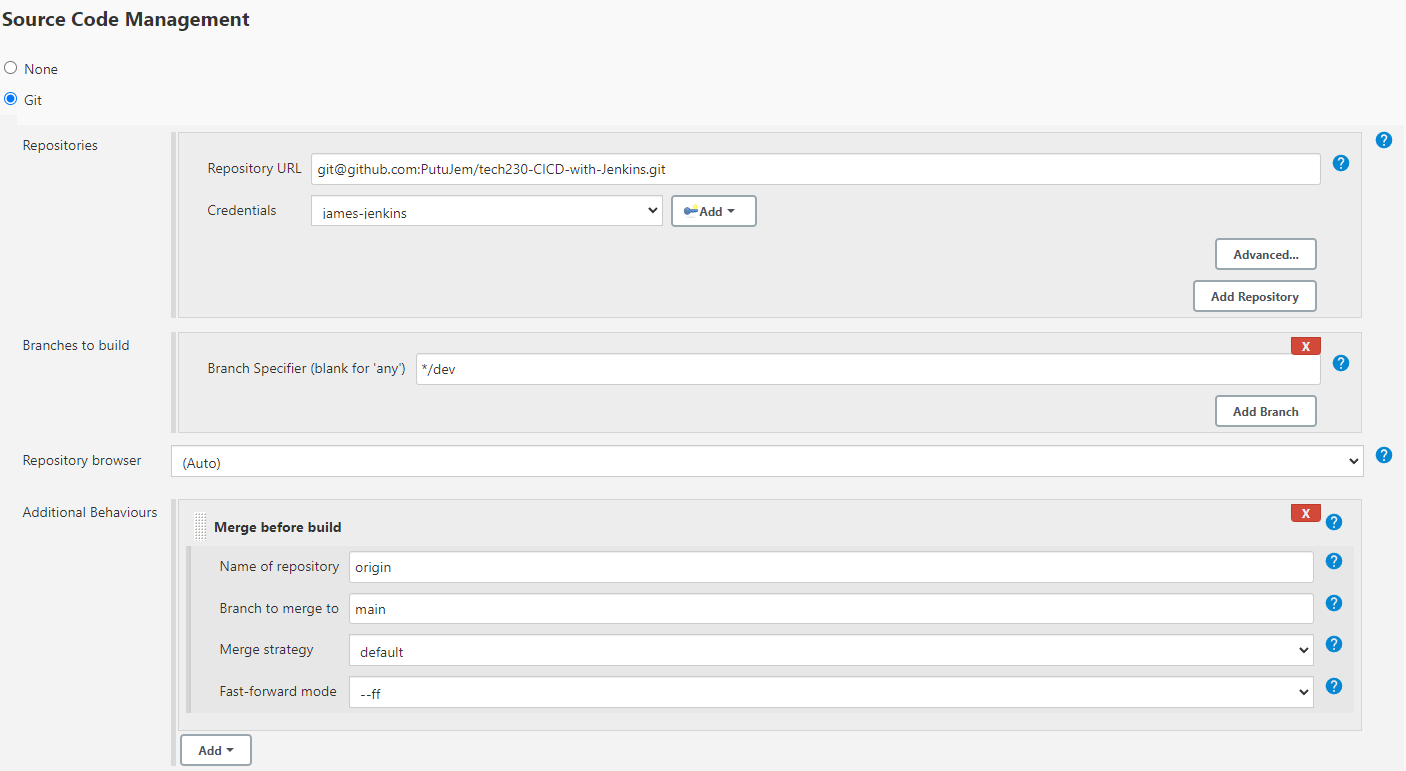 Source Code Management
None
Git
Repositories
Repository URL git@github.com:PutuJem/tech230-CICD-with-Jenkins.git
Credentials james-jenkins Add
Advanced...
Add Repository
Branches to build
X
Branch Specifier (blank for 'any') */dev
Add Branch
Repository browser (Auto)
Additional Behaviours
X
Merge before build
Name of repository origin
Branch to merge to main
Merge strategy default
Fast-forward mode --ff
Add